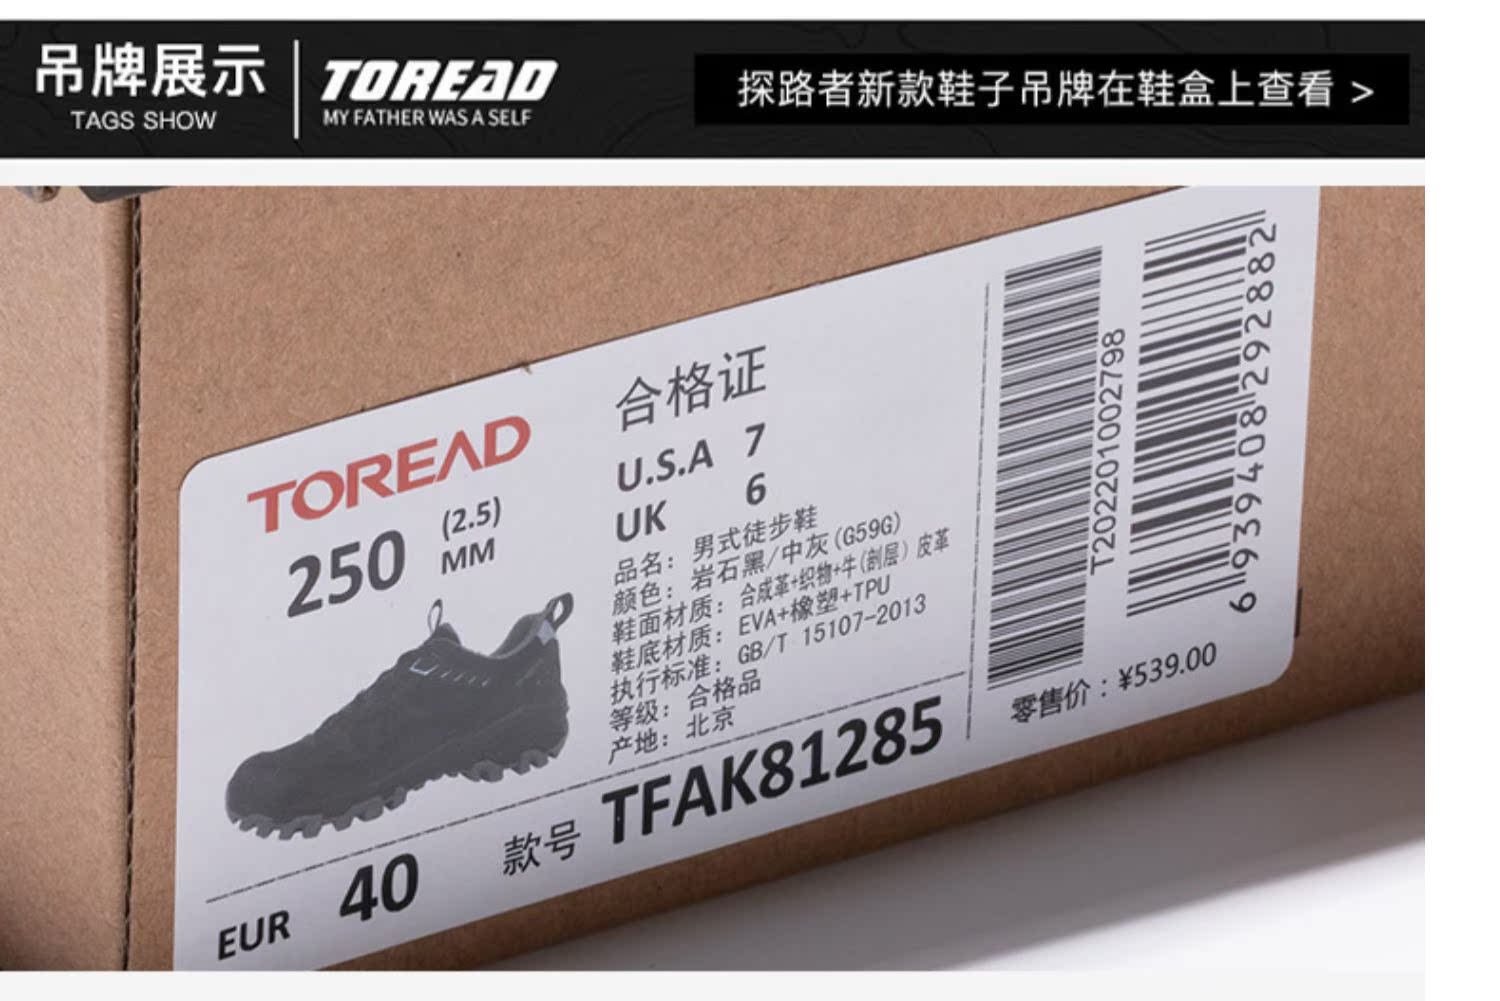 吊牌展示
TAGS SHOW
TOREAD
MY FATHER WAS A SELF
探路者新款鞋子吊牌在鞋盒上查看 >
TOREAD
250 (2.5) MM
合格证
U.S.A 7
UK 6
品名: 男式徒步鞋
颜色: 岩石黑/中灰(G59G)
鞋面材质: 合成革+织物+牛(剖层)皮革
鞋底材质: EVA+橡塑+TPU
执行标准: GB/T 15107-2013
等级: 合格品
产地: 北京
EUR 40
款号 TFAK81285
T202201002798
6939408292882
零售价:¥539.00